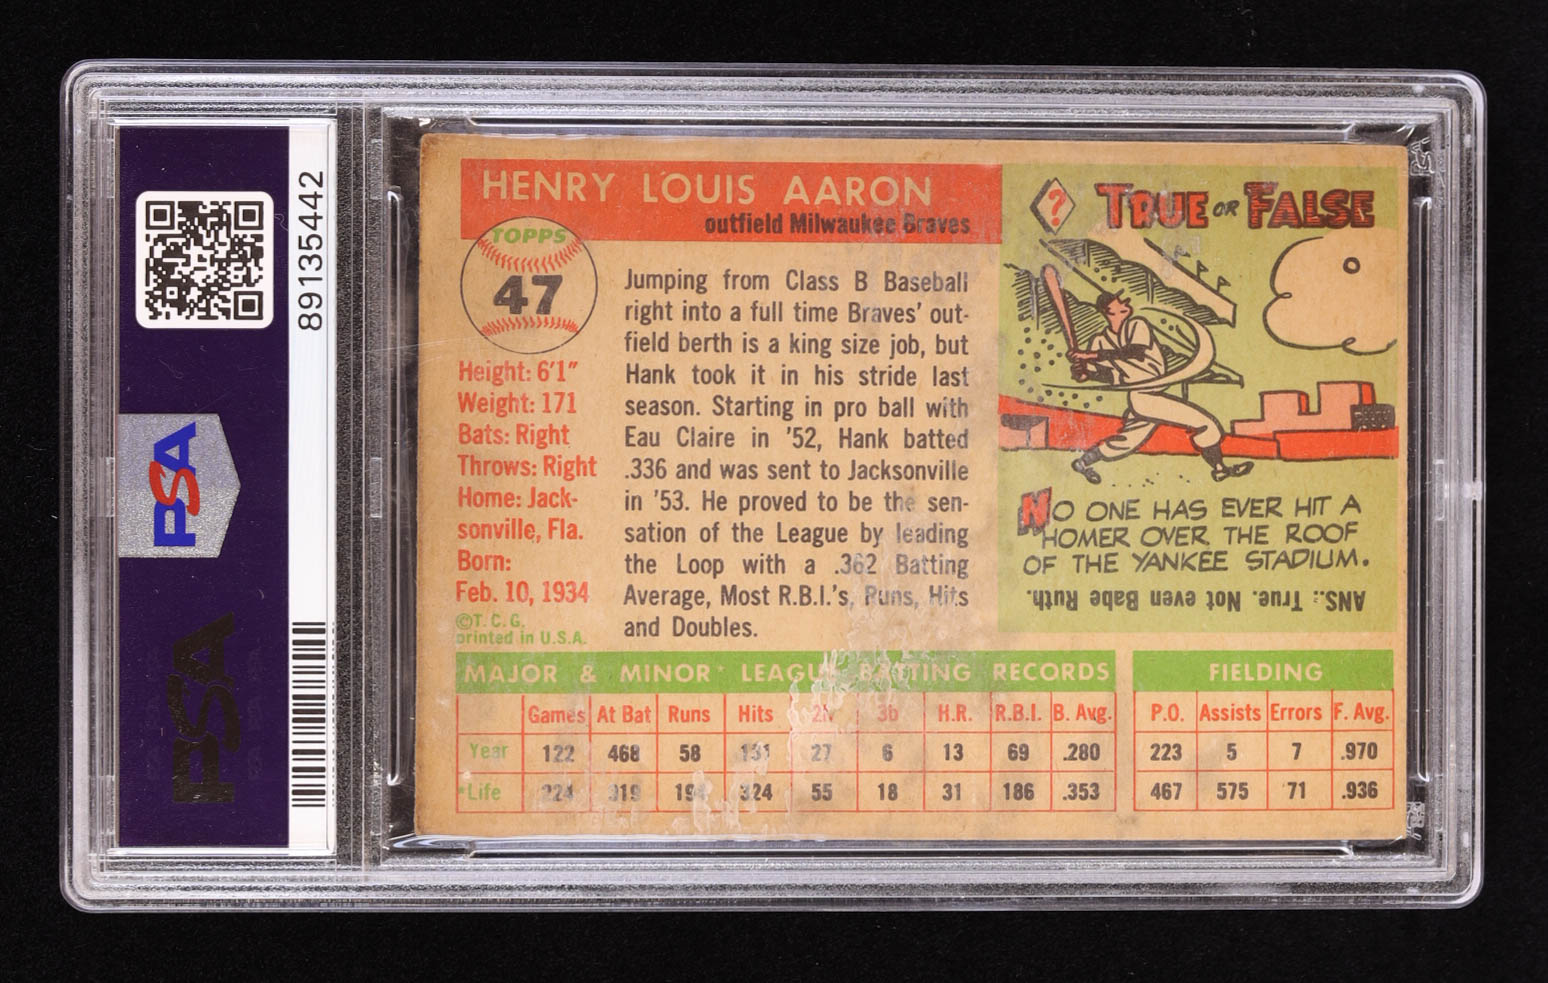 89135442
PSA
PSA
HENRY LOUIS AARON
outfield Milwaukee Braves
TOPPS
47
Height: 6'1"
Weight: 171
Bats: Right
Throws: Right
Home: Jack-
sonville, Fla.
Born:
Feb. 10, 1934
©T. C. G.
printed in U.S.A.
Jumping from Class B Baseball
right into a full time Braves' out-
field berth is a king size job, but
Hank took it in his stride last
season. Starting in pro ball with
Eau Claire in '52, Hank batted
.336 and was sent to Jacksonville
in '53. He proved to be the sen-
sation of the League by leading
the Loop with a .362 Batting
Average, Most R.B.I.'s, Runs, Hits
and Doubles.
? TRUE OR FALSE
NO ONE HAS EVER HIT A
HOMER OVER THE ROOF
OF THE YANKEE STADIUM.
ANS.: True. Not even Babe Ruth.
MAJOR & MINOR* LEAGUE BATTING RECORDS
Games At Bat Runs Hits 2b 3b H.R. R.B.I. B. Avg.
Year 122 468 58 131 27 6 13 69 .280
*Life 224 919 324 55 18 31 186 .353
FIELDING
P.O. Assists Errors F. Avg.
223 5 7 .970
467 575 71 .936